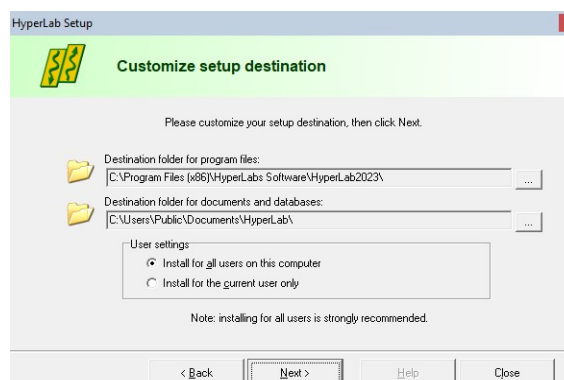 HyperLab Setup
Customize setup destination
Please customize your setup destination, then click Next.
Destination folder for program files:
C:\Program Files (x86)\HyperLabs Software\HyperLab2023\
...
Destination folder for documents and databases:
C:\Users\Public\Documents\HyperLab\
...
User settings
Install for all users on this computer
Install for the current user only
Note: installing for all users is strongly recommended.
< Back Next > Help Close